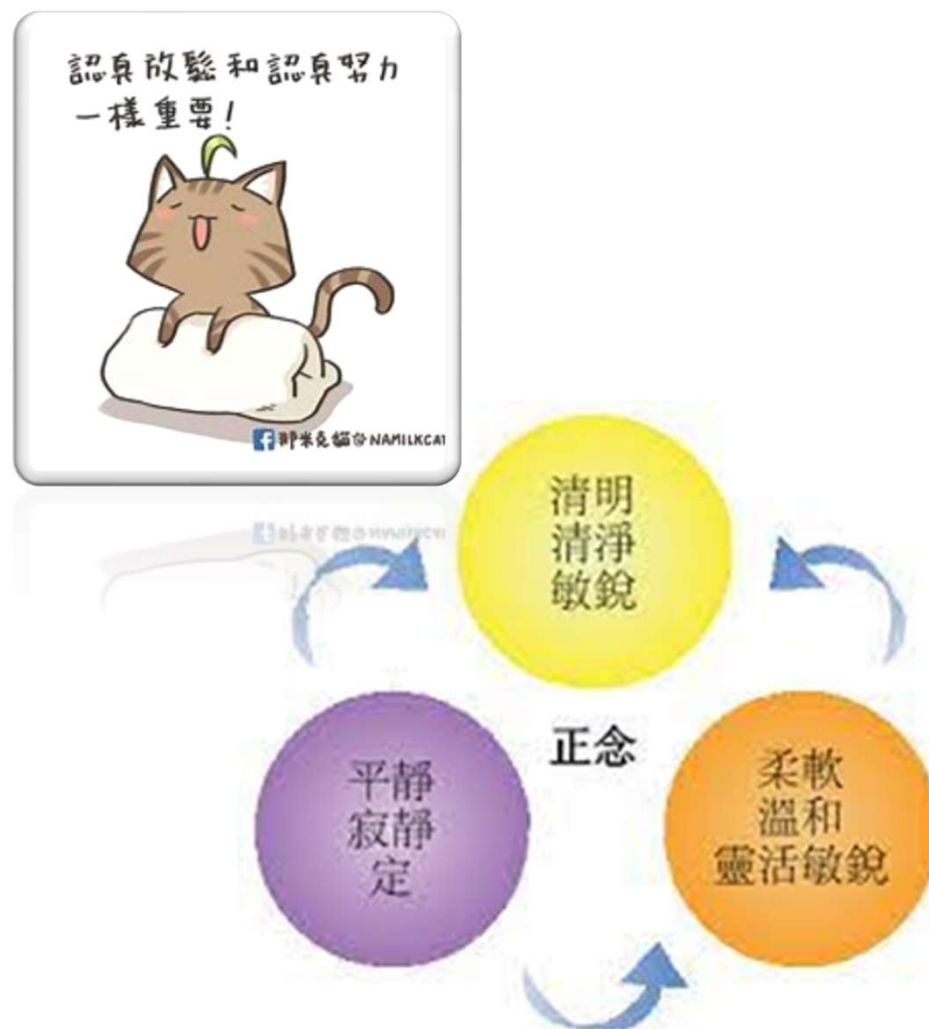 認真放鬆和認真努力
一樣重要!
那米克貓@NAMILKCAT
清明
清淨
敏銳
正念
平靜
寂靜
定
柔軟
溫和
靈活敏銳